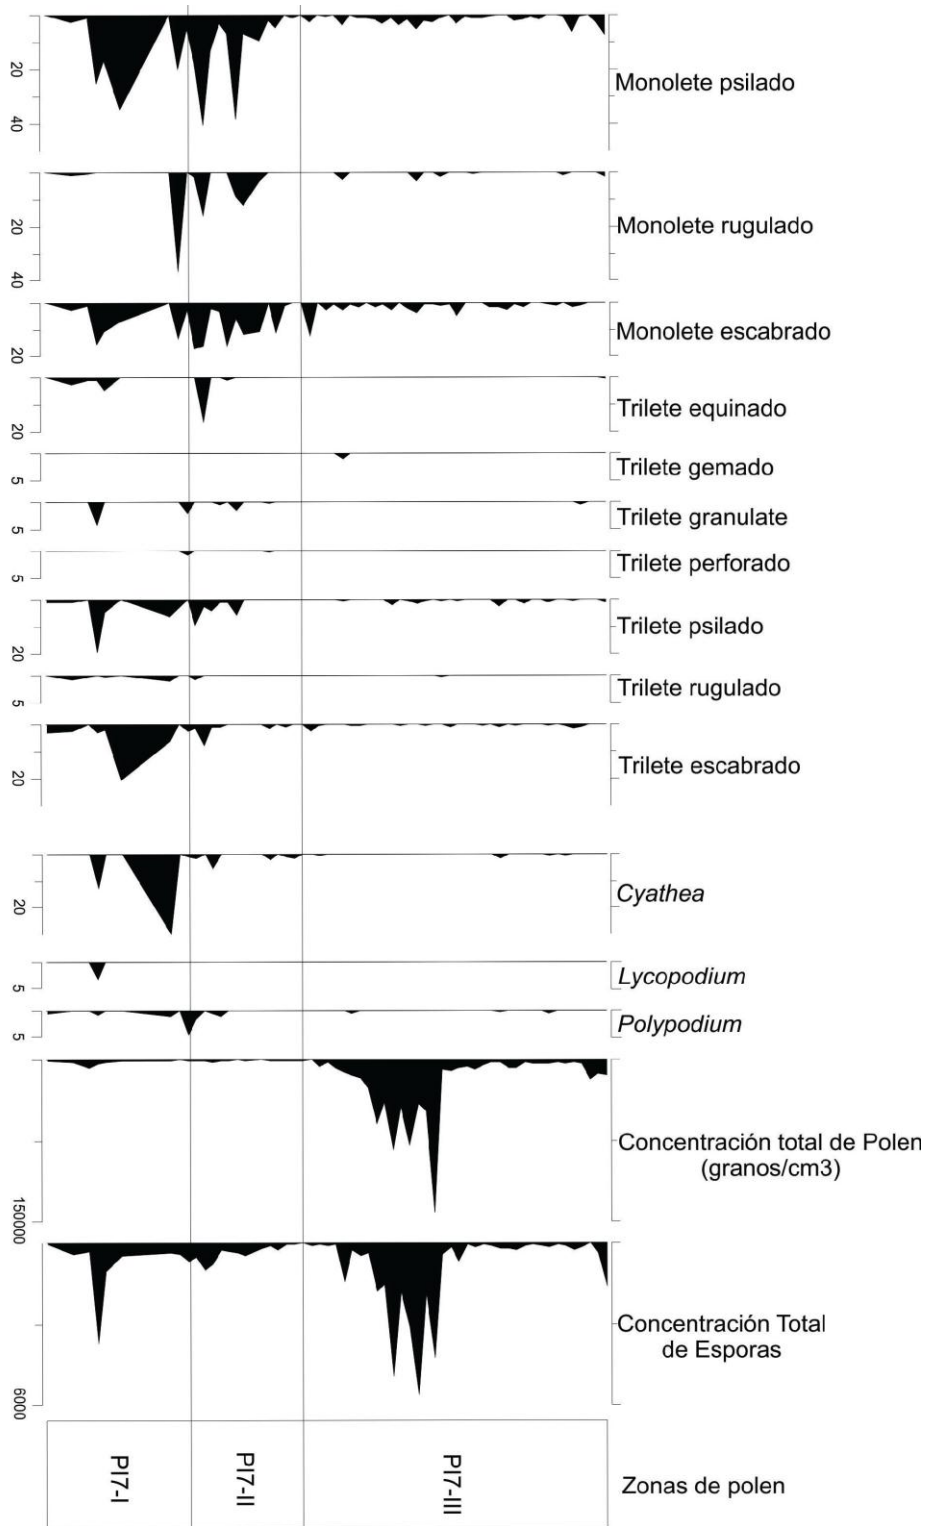 20
40
Monolete psilado
20
40
Monolete rugulado
20
Monolete escabrado
20
Trilete equinado
5
Trilete gemado
5
Trilete granulate
5
Trilete perforado
20
Trilete psilado
5
Trilete rugulado
20
Trilete escabrado
20
Cyathea
5
Lycopodium
5
Polypodium
150000
Concentración total de Polen
(granos/cm3)
6000
Concentración Total
de Esporas
PI7-I
PI7-II
PI7-III
Zonas de polen